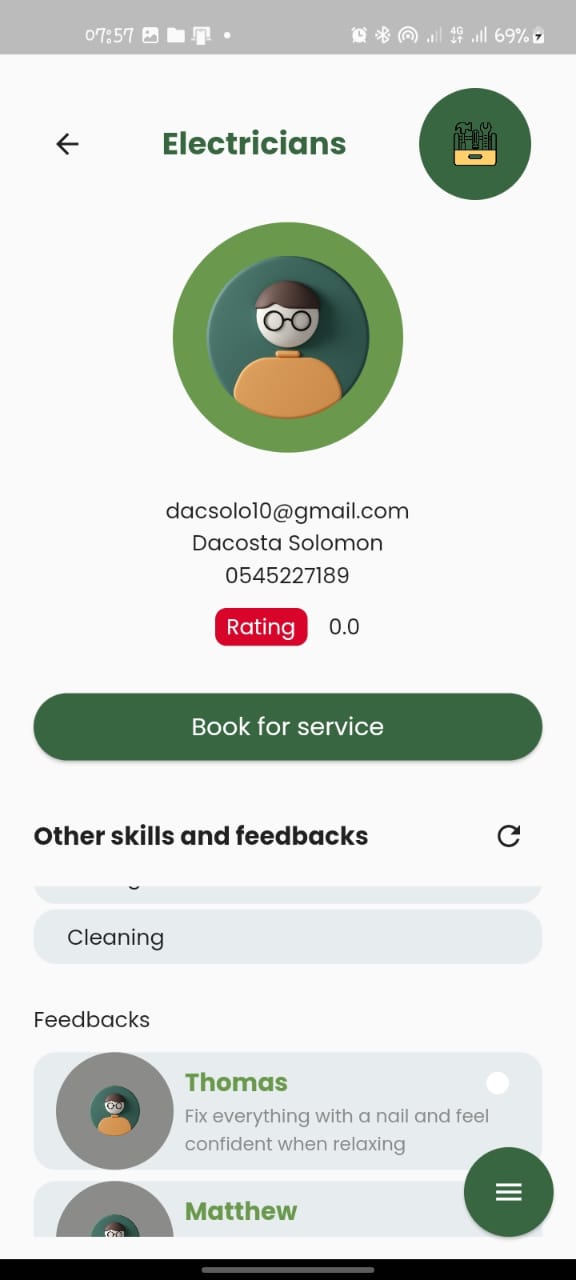 07:57
4G
69%
Electricians
dacsolo10@gmail.com
Dacosta Solomon
0545227189
Rating 0.0
Book for service
Other skills and feedbacks
Cleaning
Feedbacks
Thomas
Fix everything with a nail and feel
confident when relaxing
Matthew